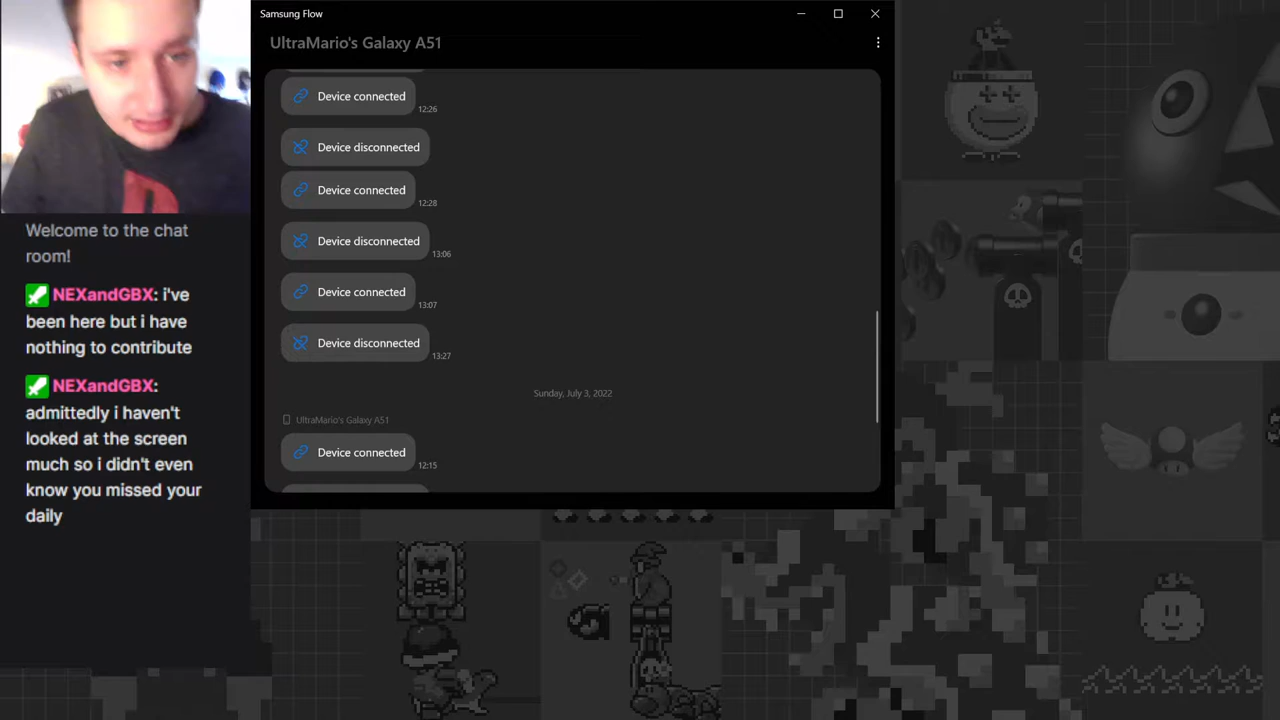 Samsung Flow
UltraMario's Galaxy A51
Device connected
12:26
Device disconnected
Device connected
12:28
Device disconnected
13:06
Device connected
13:07
Device disconnected
13:27
Sunday, July 3, 2022
UltraMario's Galaxy A51
Device connected
12:15
Welcome to the chat
room!
NEXandGBX: i've
been here but i have
nothing to contribute
NEXandGBX:
admittedly i haven't
looked at the screen
much so i didn't even
know you missed your
daily